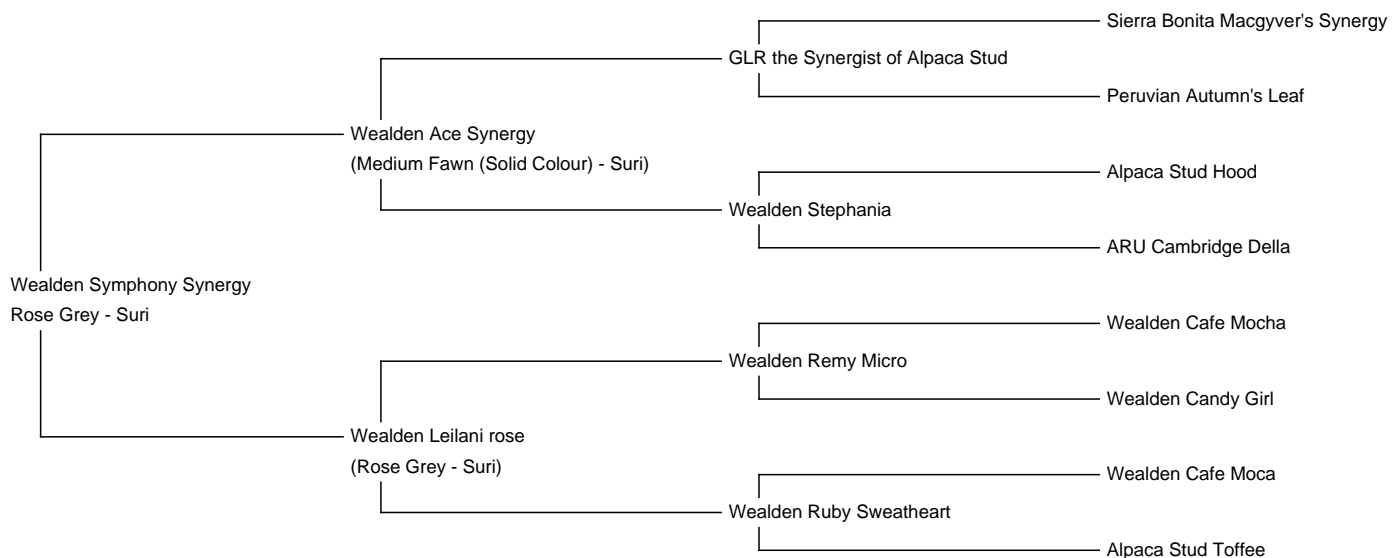 Sierra Bonita Macgyver's Synergy
GLR the Synergist of Alpaca Stud
Peruvian Autumn's Leaf
Wealden Ace Synergy
(Medium Fawn (Solid Colour) - Suri)
Alpaca Stud Hood
Wealden Stephania
ARU Cambridge Della
Wealden Symphony Synergy
Rose Grey - Suri
Wealden Cafe Mocha
Wealden Remy Micro
Wealden Candy Girl
Wealden Leilani rose
(Rose Grey - Suri)
Wealden Cafe Moca
Wealden Ruby Sweatheart
Alpaca Stud Toffee